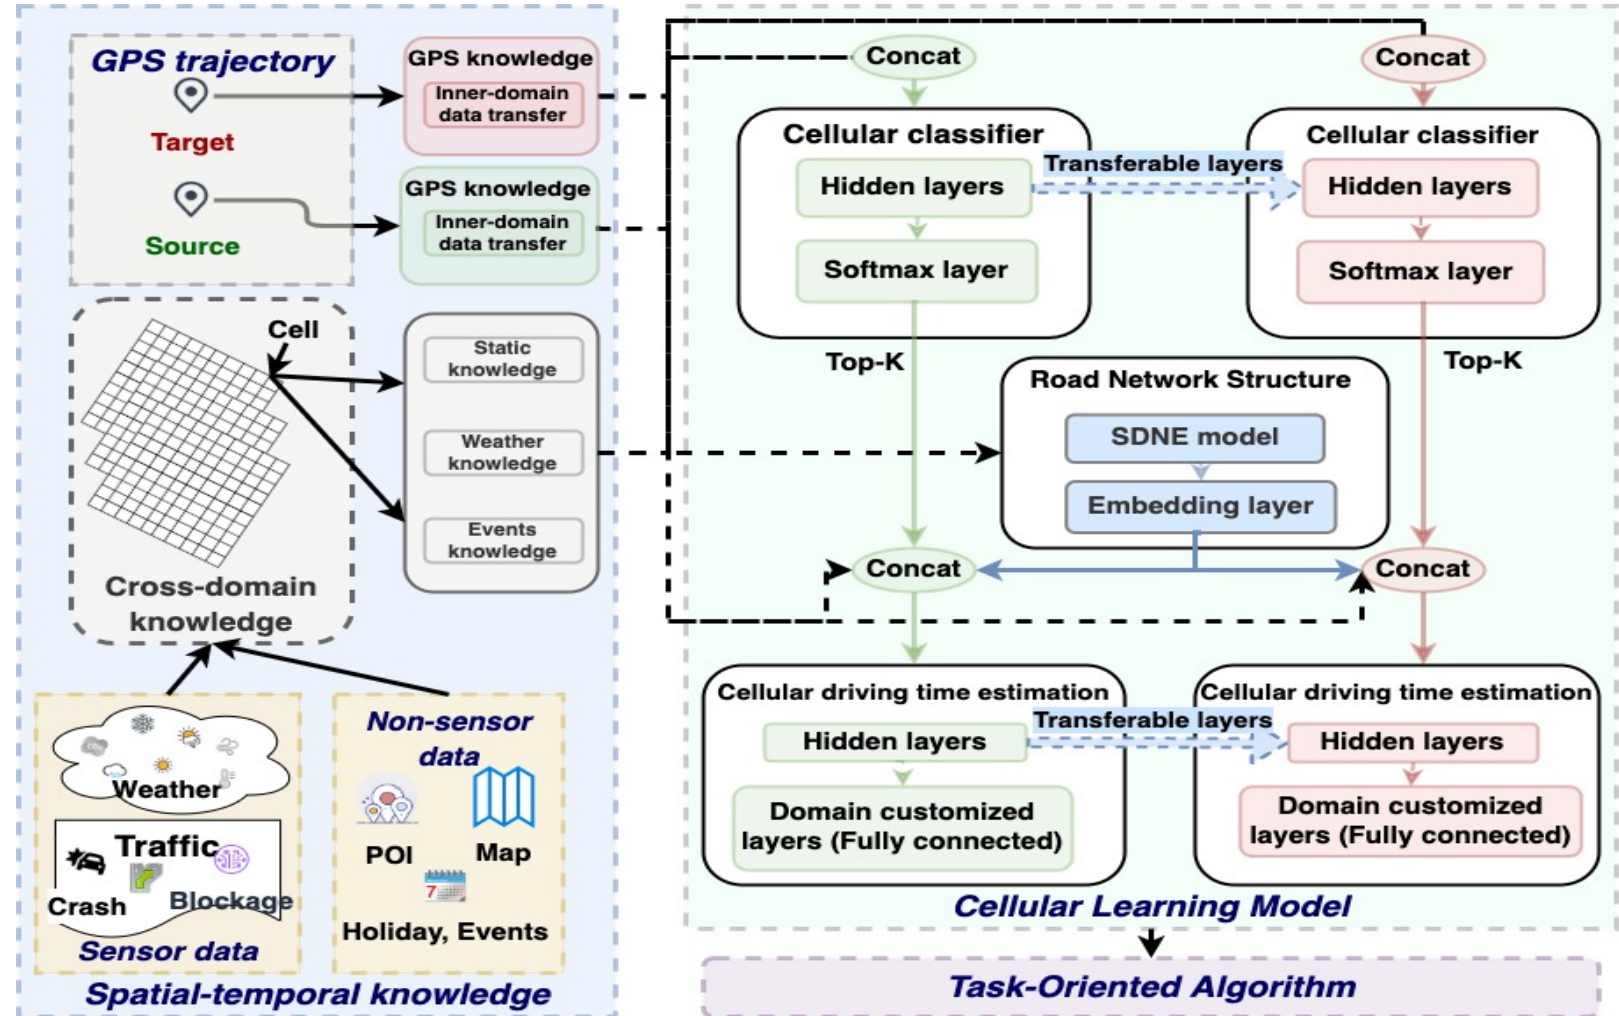 GPS trajectory
Target
Source
GPS knowledge
Inner-domain
data transfer
GPS knowledge
Inner-domain
data transfer
Cell
Cross-domain
knowledge
Static
knowledge
Weather
knowledge
Events
knowledge
Weather
Traffic
Crash
Blockage
Sensor data
Non-sensor
data
POI
Map
7
Holiday, Events
Spatial-temporal knowledge
Concat
Concat
Cellular classifier
Hidden layers
Softmax layer
Transferable layers
Cellular classifier
Hidden layers
Softmax layer
Top-K
Top-K
Road Network Structure
SDNE model
Embedding layer
Concat
Concat
Cellular driving time estimation
Hidden layers
Domain customized
layers (Fully connected)
Transferable layers
Cellular driving time estimation
Hidden layers
Domain customized
layers (Fully connected)
Cellular Learning Model
Task-Oriented Algorithm